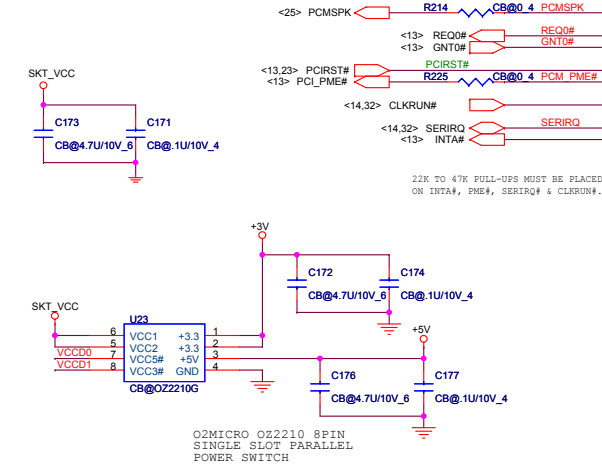 <25> PCMSPK R214 CB@0_4 PCMSPK
<13> REQ0# REQ0#
<13> GNT0# GNT0#
<13,23> PCIRST# PCIRST#
<13> PCI_PME# R225 CB@0_4 PCM_PME#
<14,32> CLKRUN#
<14,32> SERIRQ SERIRQ
<13> INTA#
22K TO 47K PULL-UPS MUST BE PLACED
ON INTA#, PME#, SERIRQ# & CLKRUN#.
SKT_VCC
C173 C171
CB@4.7U/10V_6 CB@.1U/10V_4
+3V
C172 C174
CB@4.7U/10V_6 CB@.1U/10V_4
SKT_VCC
U23
6 VCC1 +3.3 1
5 VCC2 +3.3 2
VCCD0 7 VCC5# +5V 3
VCCD1 8 VCC3# GND 4
CB@OZ2210G
+5V
C176 C177
CB@4.7U/10V_6 CB@.1U/10V_4
O2MICRO OZ2210 8PIN
SINGLE SLOT PARALLEL
POWER SWITCH